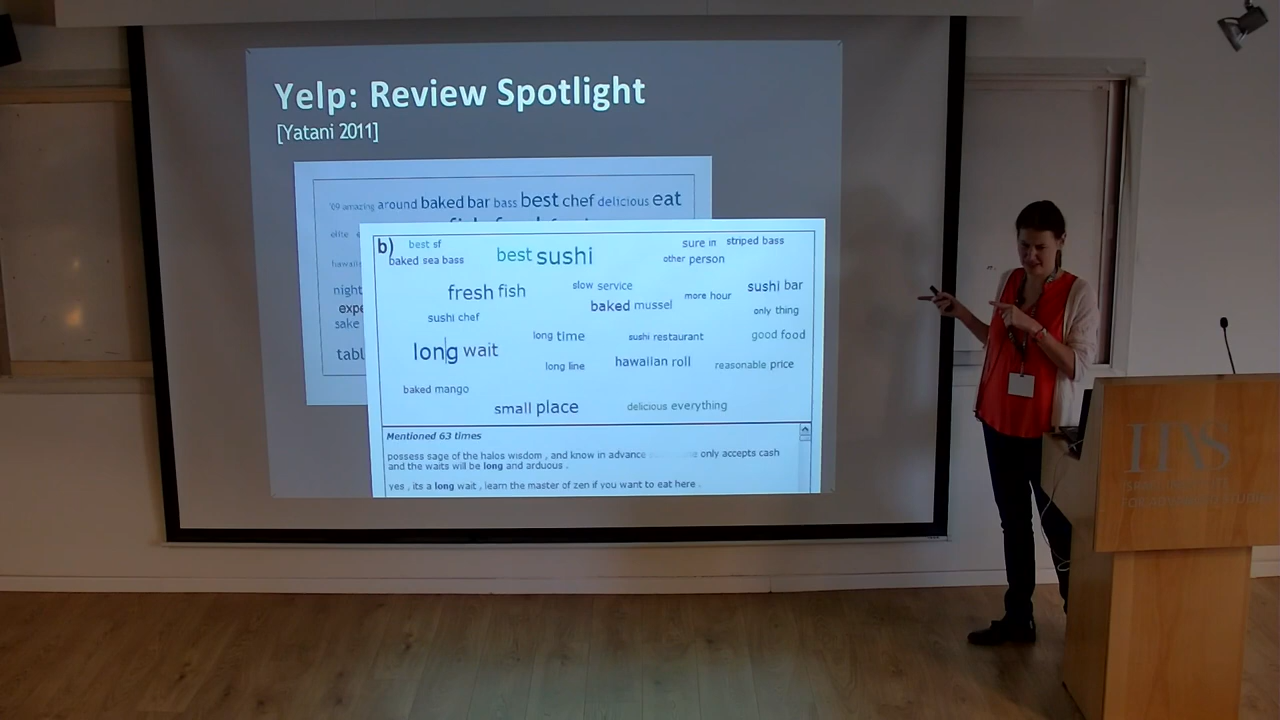 Yelp: Review Spotlight
[Yatani 2011]
'69 amazing around baked bar bass best chef delicious eat
elite
hawaii
night
expe
sake
tabl
b)
best sf
baked sea bass
best sushi
sure in striped bass
other person
fresh fish
slow service
sushi bar
baked mussel
more hour
only thing
sushi chef
long time
sushi restaurant
good food
long wait
long line
hawaiian roll
reasonable price
baked mango
small place
delicious everything
Mentioned 63 times
possess sage of the halos wisdom , and know in advance only accepts cash
and the waits will be long and arduous .
yes , its a long wait , learn the master of zen if you want to eat here .
IIAS